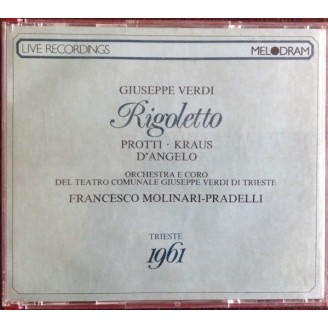 LIVE RECORDINGS MELODRAM
GIUSEPPE VERDI
Rigoletto
PROTTI · KRAUS
D'ANGELO
ORCHESTRA E CORO
DEL TEATRO COMUNALE GIUSEPPE VERDI DI TRIESTE
FRANCESCO MOLINARI-PRADELLI
TRIESTE
1961